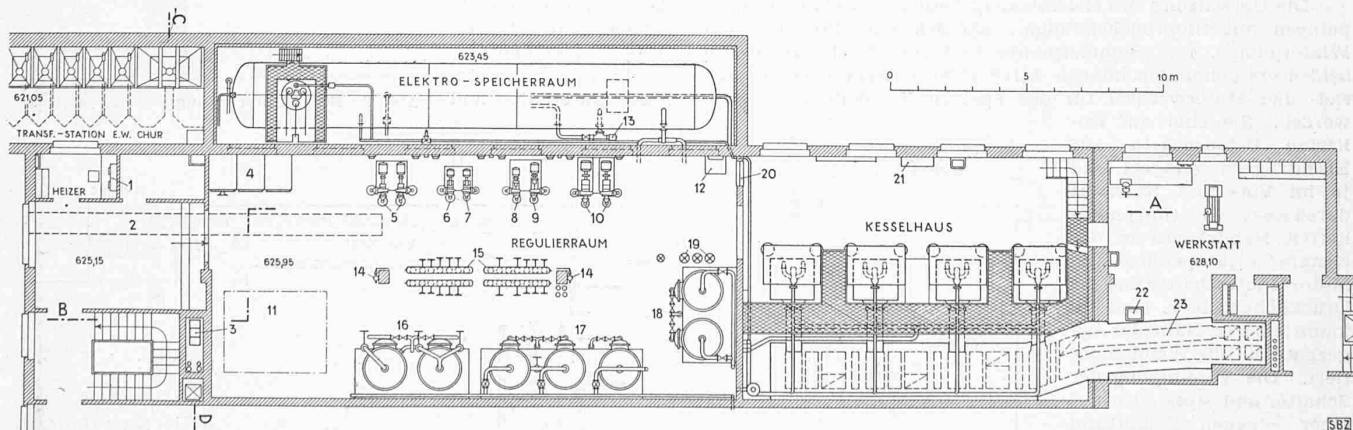 C
623,45
ELEKTRO-SPEICHERRAUM
0 5 10 m
621,05
13
TRANSF.-STATION E.W. CHUR
HEIZER
1
4
12
20
21
2
5
6 7
8 9
10
KESSELHAUS
A
REGULIERRAUM
19
WERKSTATT
625,15
625,95
14
15
14
628,10
B
11
18
22
23
3
16
17
D
SBZ